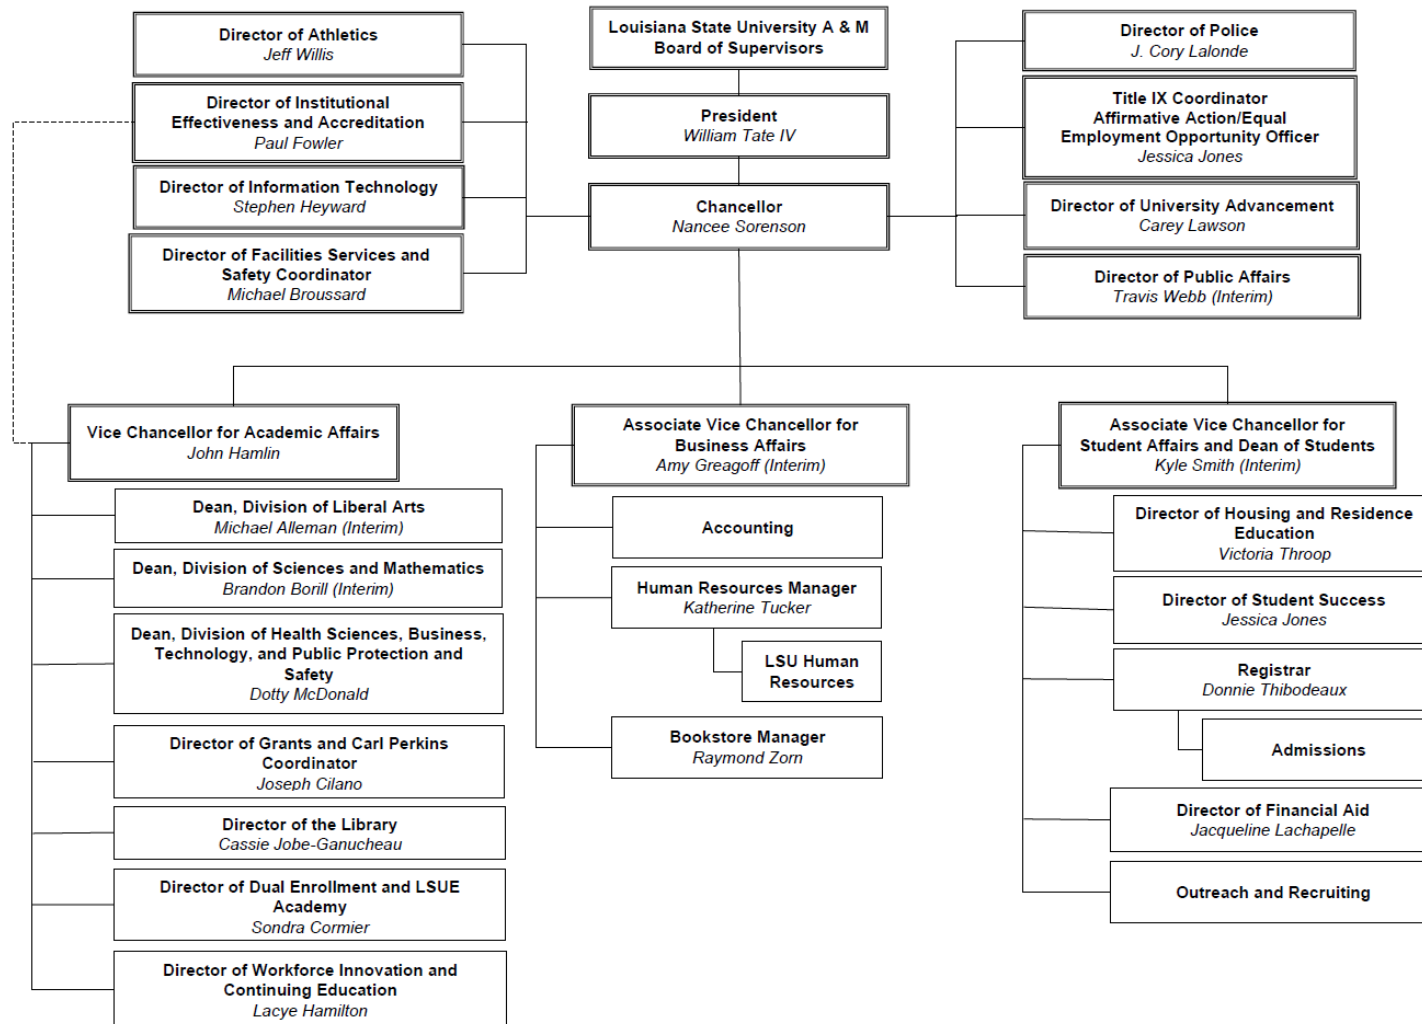 Louisiana State University A & M
Board of Supervisors
President
William Tate IV
Chancellor
Nancee Sorenson
Director of Athletics
Jeff Willis
Director of Institutional
Effectiveness and Accreditation
Paul Fowler
Director of Information Technology
Stephen Heyward
Director of Facilities Services and
Safety Coordinator
Michael Broussard
Director of Police
J. Cory Lalonde
Title IX Coordinator
Affirmative Action/Equal
Employment Opportunity Officer
Jessica Jones
Director of University Advancement
Carey Lawson
Director of Public Affairs
Travis Webb (Interim)
Vice Chancellor for Academic Affairs
John Hamlin
Dean, Division of Liberal Arts
Michael Alleman (Interim)
Dean, Division of Sciences and Mathematics
Brandon Borill (Interim)
Dean, Division of Health Sciences, Business,
Technology, and Public Protection and
Safety
Dotty McDonald
Director of Grants and Carl Perkins
Coordinator
Joseph Cilano
Director of the Library
Cassie Jobe-Ganucheau
Director of Dual Enrollment and LSUE
Academy
Sondra Cormier
Director of Workforce Innovation and
Continuing Education
Lacye Hamilton
Associate Vice Chancellor for
Business Affairs
Amy Greagoff (Interim)
Accounting
Human Resources Manager
Katherine Tucker
LSU Human
Resources
Bookstore Manager
Raymond Zorn
Associate Vice Chancellor for
Student Affairs and Dean of Students
Kyle Smith (Interim)
Director of Housing and Residence
Education
Victoria Throop
Director of Student Success
Jessica Jones
Registrar
Donnie Thibodeaux
Admissions
Director of Financial Aid
Jacqueline Lachapelle
Outreach and Recruiting